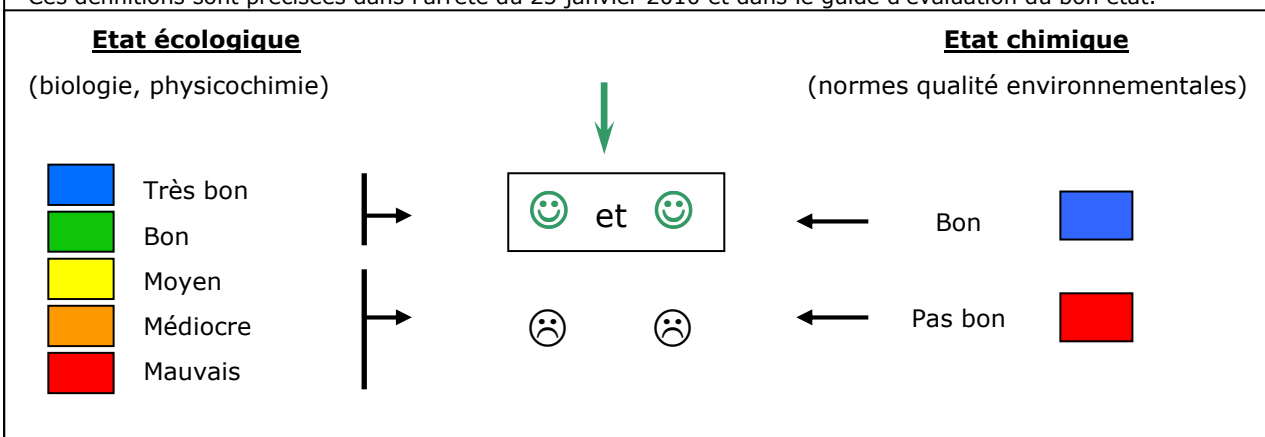 Ces définitions sont précisées dans l'arrêté du 25 janvier 2010 et dans le guide d'évaluation du bon état.
Etat écologique
(biologie, physicochimie)
Etat chimique
(normes qualité environnementales)
Très bon
Bon
Moyen
Médiocre
Mauvais
et
Bon
Pas bon